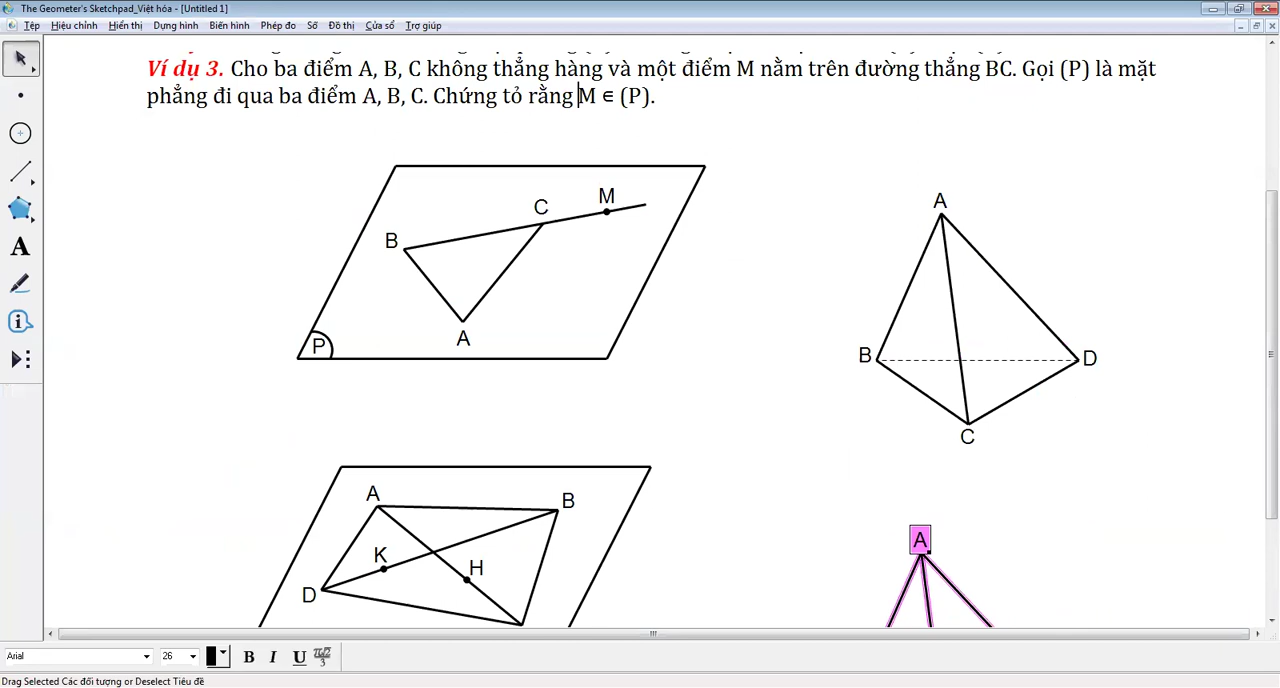 The Geometer's Sketchpad_Việt hóa - [Untitled 1]
Tệp Hiệu chính Hiển thị Dựng hình Biến hình Phép đo Số Đồ thị Cửa sổ Trợ giúp
Ví dụ 3. Cho ba điểm A, B, C không thẳng hàng và một điểm M nằm trên đường thẳng BC. Gọi (P) là mặt
phẳng đi qua ba điểm A, B, C. Chứng tỏ rằng M ∈ (P).
M
C
B
A
P
A
B
D
C
A
B
K
H
D
A
Arial 26 B I U
Drag Selected Các đối tượng or Deselect Tiêu đề